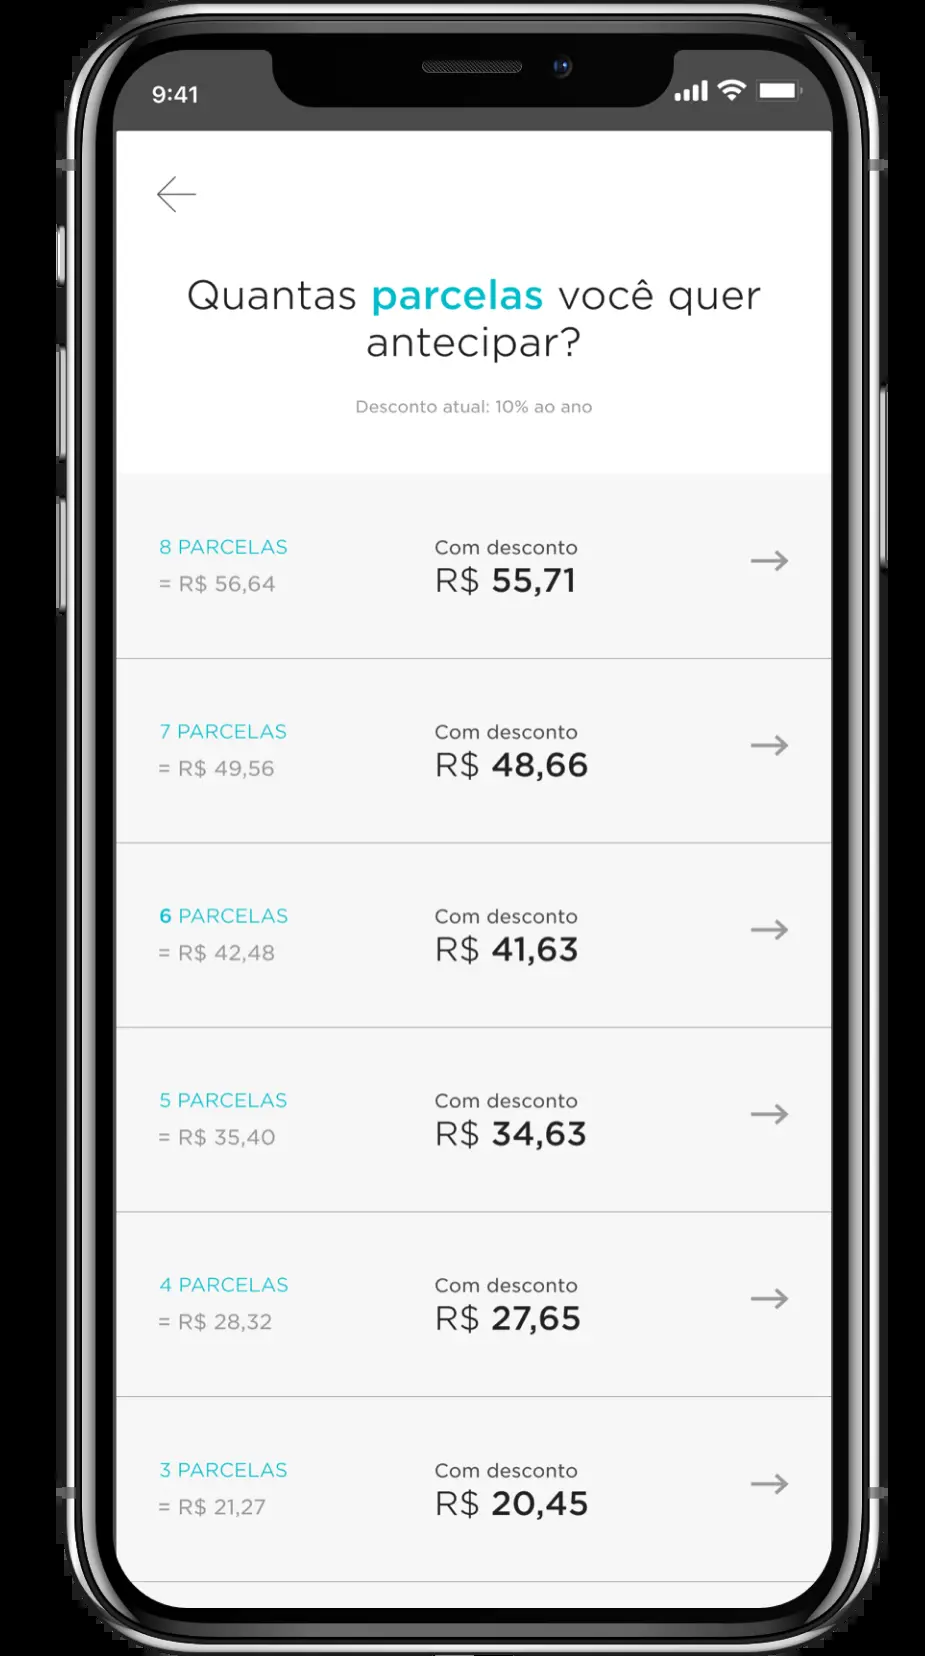 9:41
Quantas parcelas você quer
antecipar?
Desconto atual: 10% ao ano
8 PARCELAS
= R$ 56,64
Com desconto
R$ 55,71
7 PARCELAS
= R$ 49,56
Com desconto
R$ 48,66
6 PARCELAS
= R$ 42,48
Com desconto
R$ 41,63
5 PARCELAS
= R$ 35,40
Com desconto
R$ 34,63
4 PARCELAS
= R$ 28,32
Com desconto
R$ 27,65
3 PARCELAS
= R$ 21,27
Com desconto
R$ 20,45